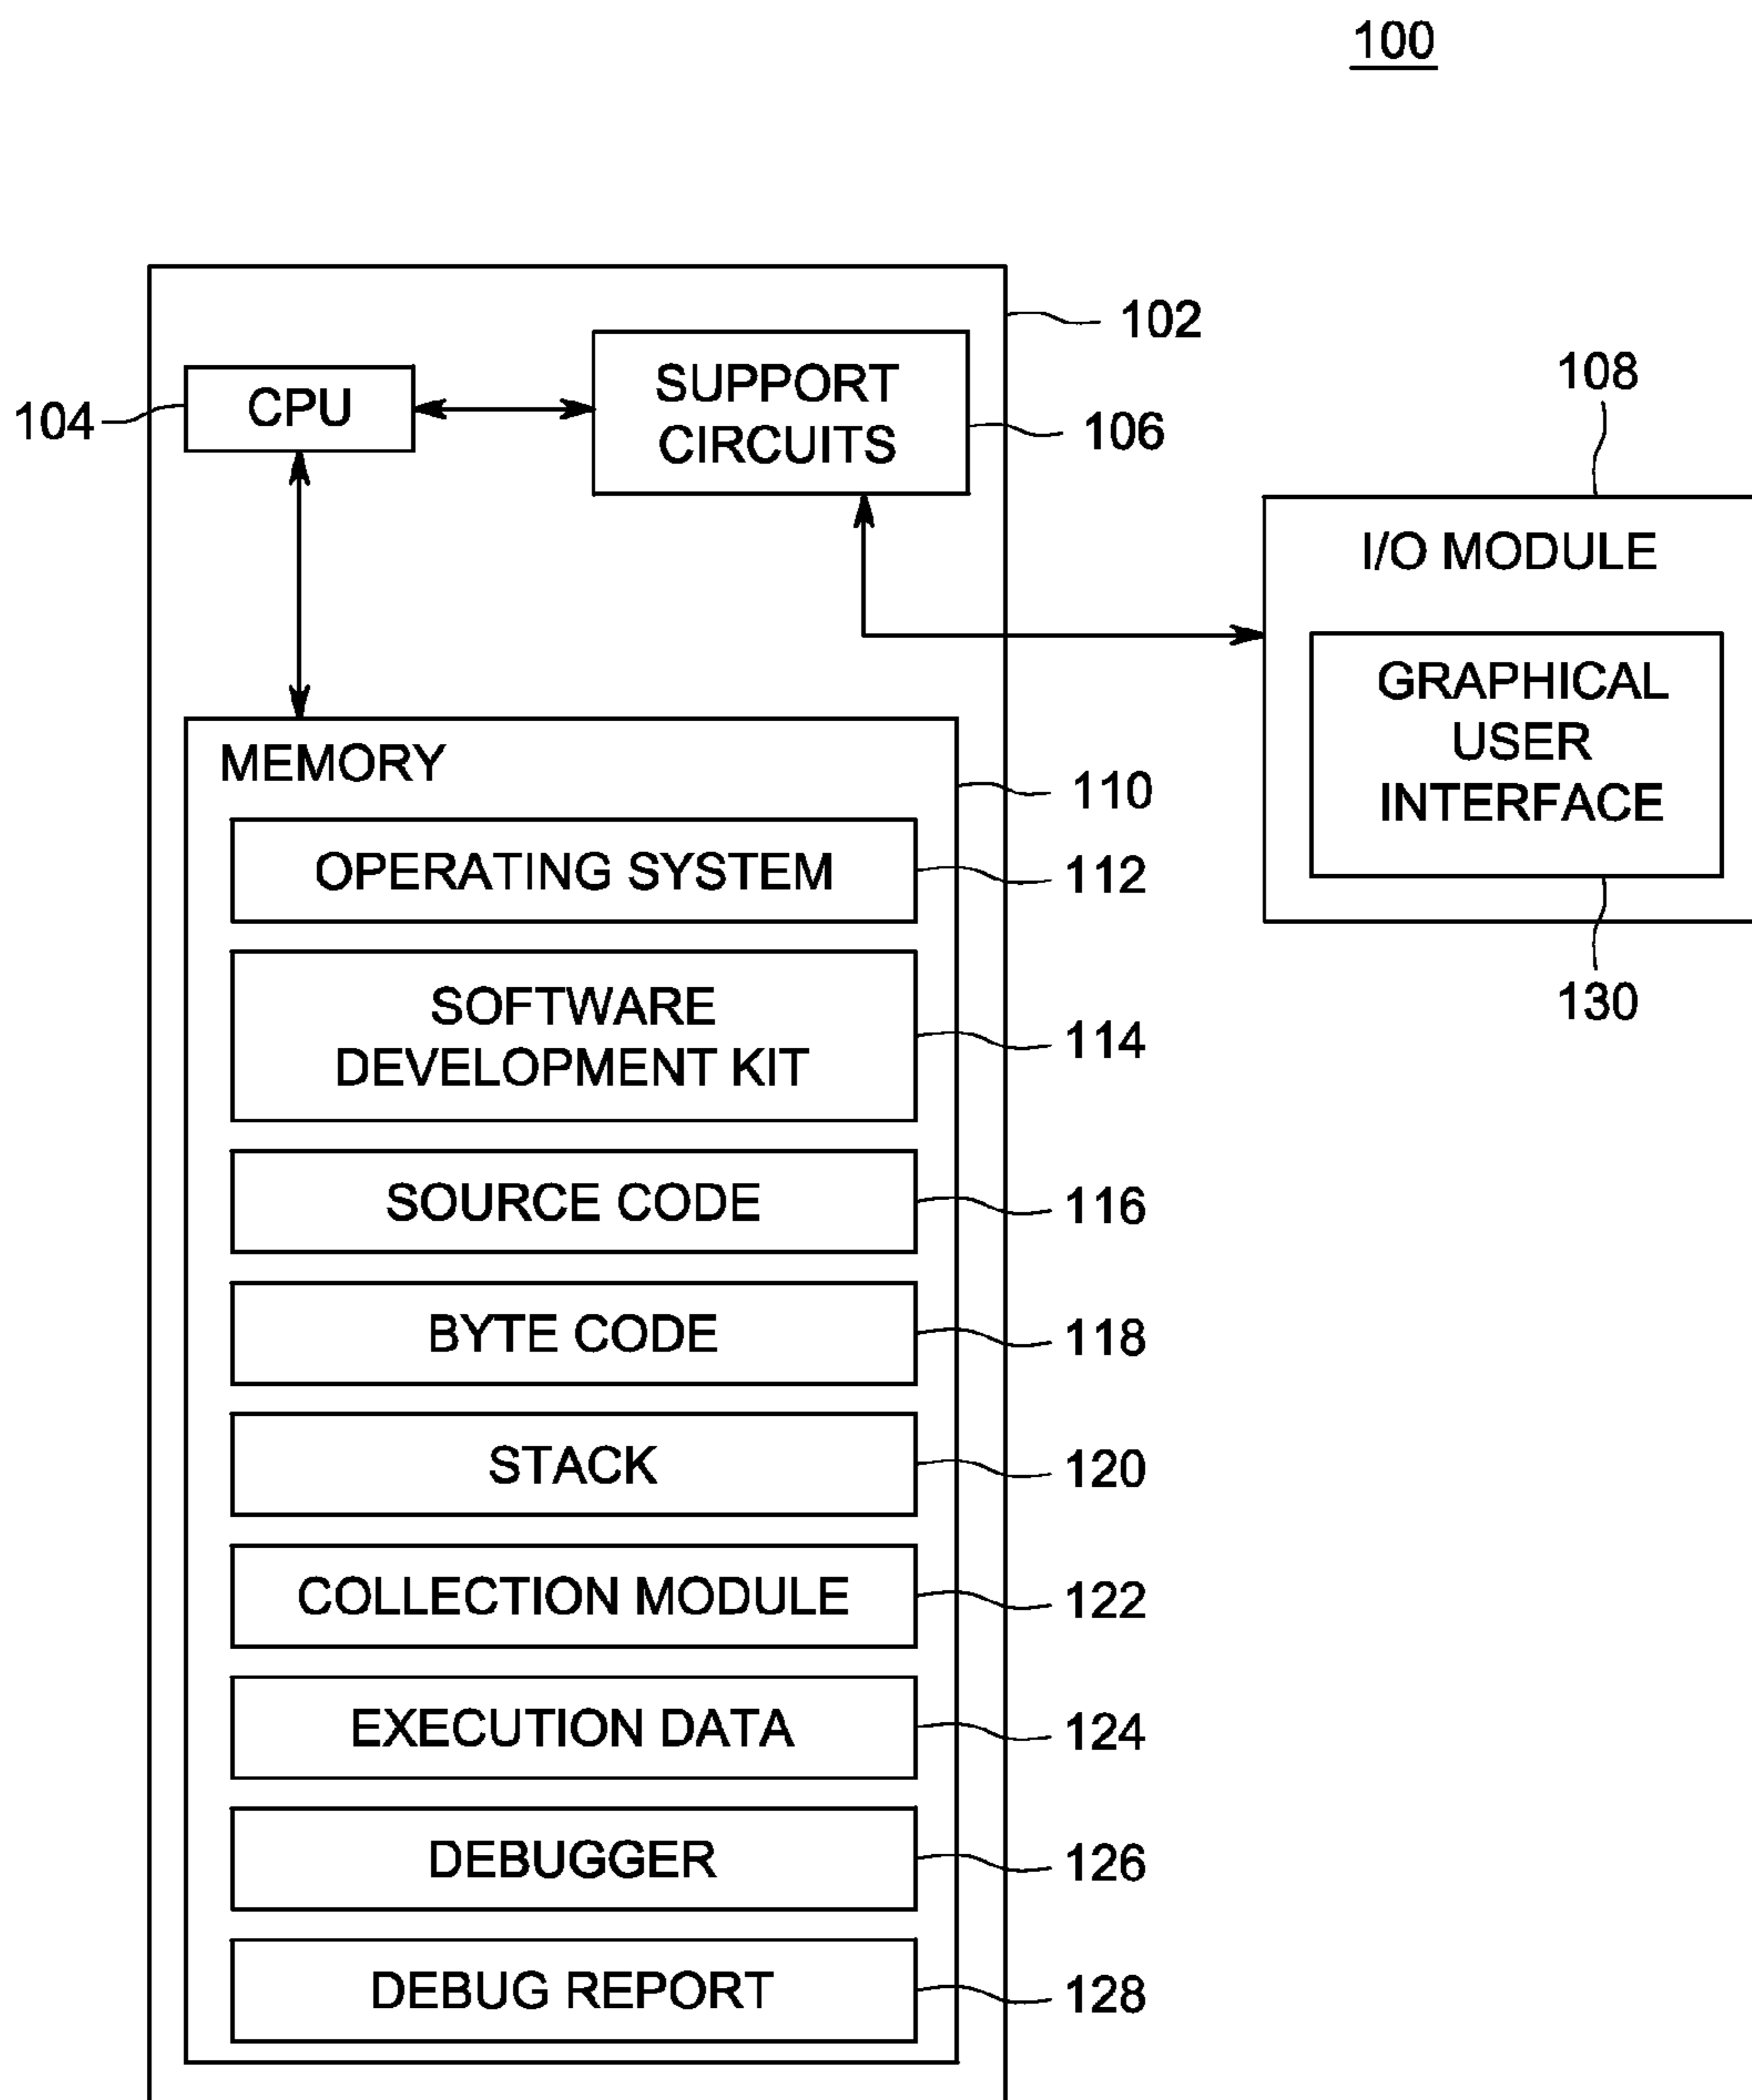 100
102
CPU
104
SUPPORT
CIRCUITS
106
108
I/O MODULE
GRAPHICAL
USER
INTERFACE
130
MEMORY
110
OPERATING SYSTEM
112
SOFTWARE
DEVELOPMENT KIT
114
SOURCE CODE
116
BYTE CODE
118
STACK
120
COLLECTION MODULE
122
EXECUTION DATA
124
DEBUGGER
126
DEBUG REPORT
128